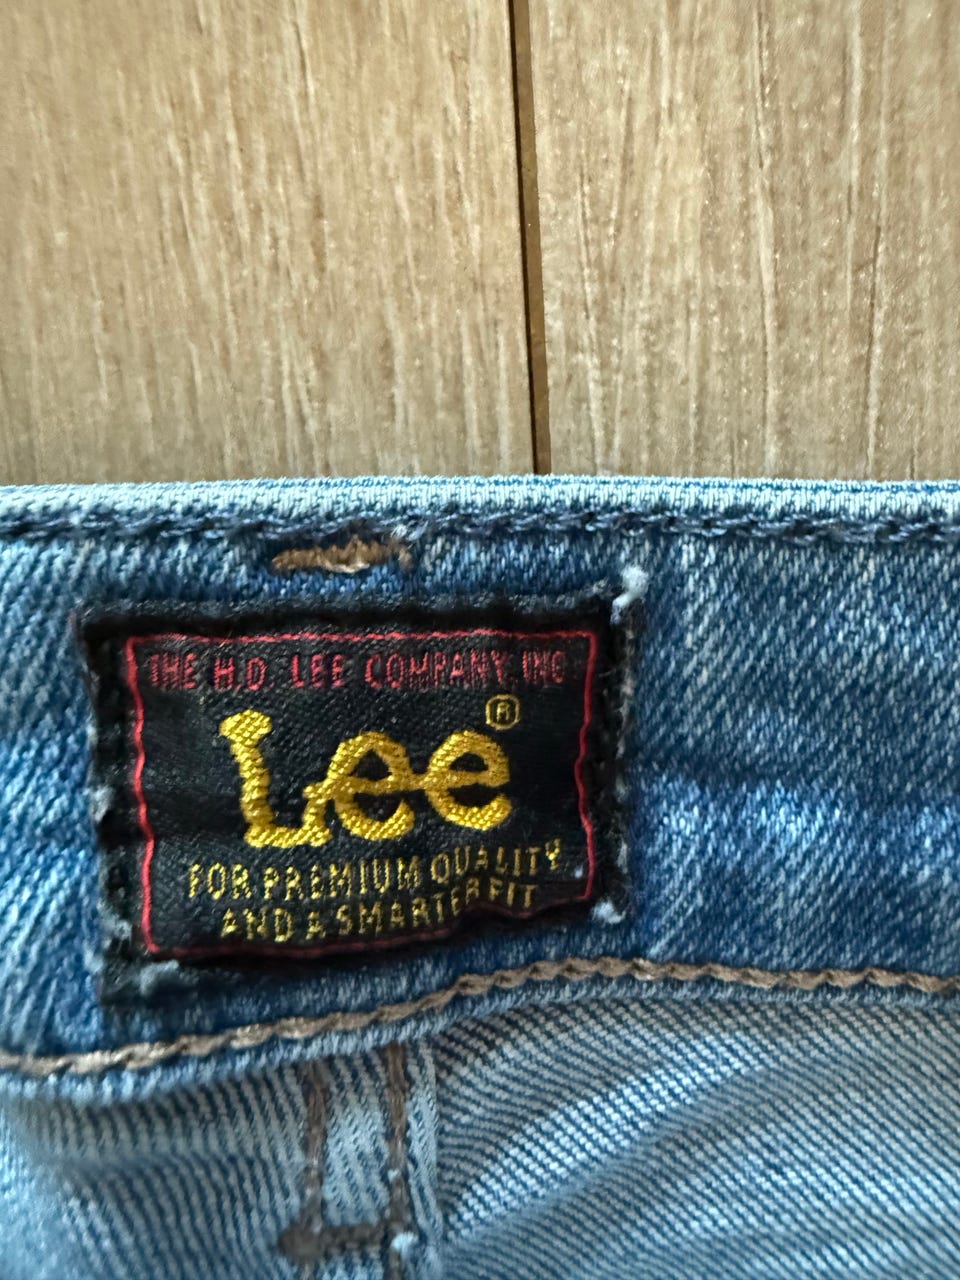 THE H.D. LEE COMPANY, INC
Lee®
FOR PREMIUM QUALITY
AND A SMARTER FIT